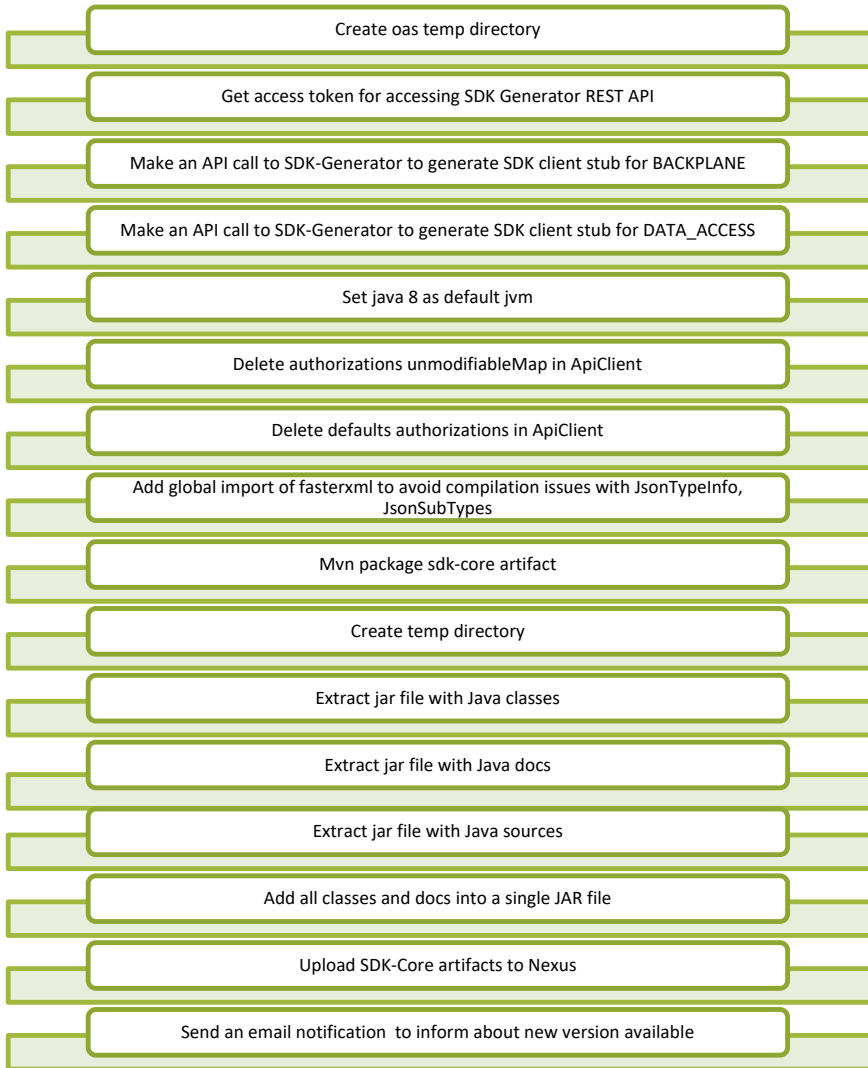 Create oas temp directory
Get access token for accessing SDK Generator REST API
Make an API call to SDK-Generator to generate SDK client stub for BACKPLANE
Make an API call to SDK-Generator to generate SDK client stub for DATA_ACCESS
Set java 8 as default jvm
Delete authorizations unmodifiableMap in ApiClient
Delete defaults authorizations in ApiClient
Add global import of fasterxml to avoid compilation issues with JsonTypeInfo,
JsonSubTypes
Mvn package sdk-core artifact
Create temp directory
Extract jar file with Java classes
Extract jar file with Java docs
Extract jar file with Java sources
Add all classes and docs into a single JAR file
Upload SDK-Core artifacts to Nexus
Send an email notification  to inform about new version available